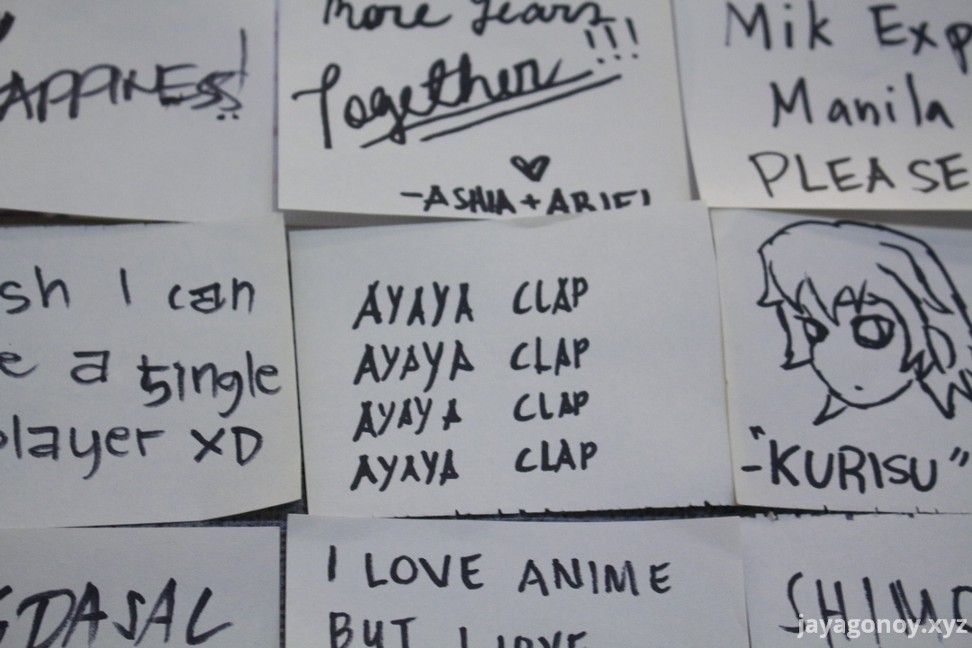 APPINESS!
more years
Together!!!
-ASHIA + ARIEL
Mik Exp
Manila
PLEASE
sh I can
e a single
player XD
AYAYA CLAP
AYAYA CLAP
AYAYA CLAP
AYAYA CLAP
-"KURISU"
GDASAL
I LOVE ANIME
BUT I LOVE
jayagonoy.xyz